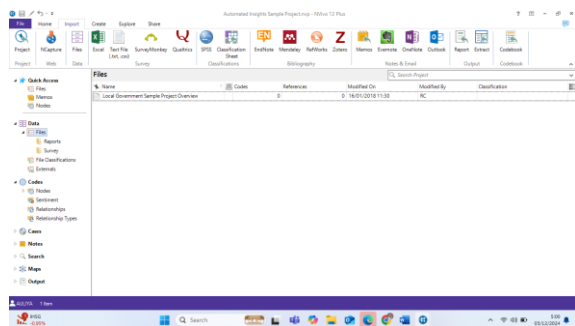 Automated Insights Sample Project.nvp - NVivo 12 Plus
File Home Import Create Explore Share
Project NCapture Files Excel Text File (.txt, .csv) SurveyMonkey Qualtrics SPSS Classification Sheet EndNote Mendeley RefWorks Zotero Memos Evernote OneNote Outlook Report Extract Codebook
Project Web Data Survey Classifications Bibliography Notes & Email Output Codebook
Quick Access
Files
Memos
Nodes
Data
Files
Reports
Survey
File Classifications
Externals
Codes
Nodes
Sentiment
Relationships
Relationship Types
Cases
Notes
Search
Maps
Output
Files
Search Project
Name Codes References Modified On Modified By Classification
Local Government Sample Project Overview 0 0 16/01/2018 11:30 RC
AULIYA 1 Item
IHSG
-0.95%
Search
5:00
03/12/2024